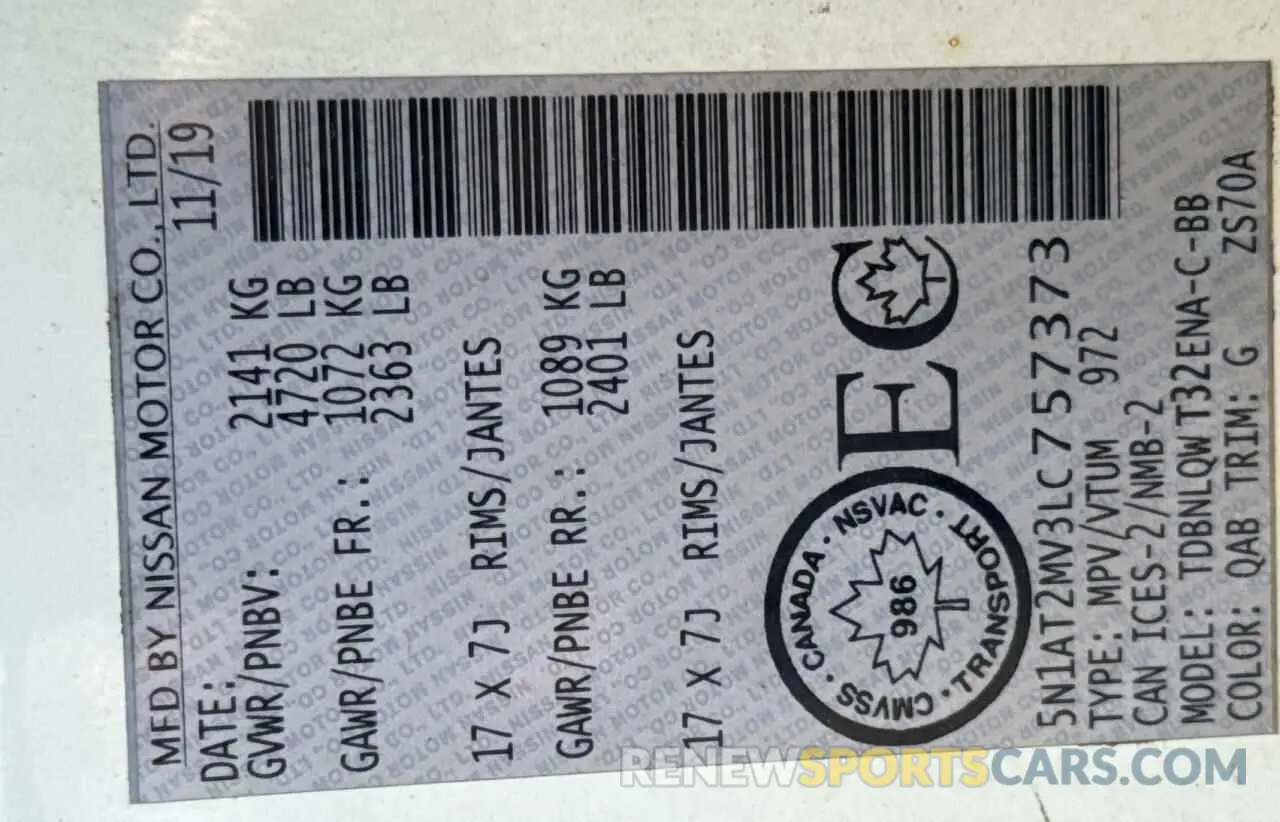 MFD BY NISSAN MOTOR CO., LTD.
DATE: 11/19
GVWR/PNBV: 2141 KG
4720 LB
GAWR/PNBE FR.: 1072 KG
2363 LB
17 X 7J RIMS/JANTES
GAWR/PNBE RR.: 1089 KG
2401 LB
17 X 7J RIMS/JANTES
CMVSS · CANADA · NSVAC · TRANSPORT ·
986
EC
5N1AT2MV3LC757373
TYPE: MPV/VTUM 972
CAN ICES-2/NMB-2
MODEL: TDBNLQWT32ENA-C-BB
COLOR: QAB TRIM: G ZS70A
RENEWSPORTSCARS.COM